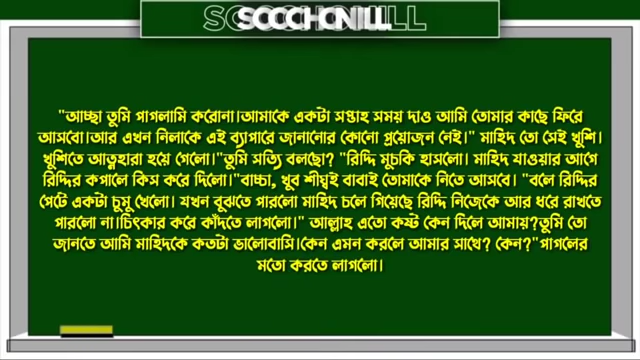 SOCCHONILL
"আচ্ছা তুমি পাগলামি করোনা।আমাকে একটা সপ্তাহ সময় দাও আমি তোমার কাছে ফিরে
আসবো।আর এখন নিলাকে এই ব্যাপারে জানানোর কোনো প্রয়োজন নেই।" মাহিদ তো সেই খুশি।
খুশিতে আত্নহারা হয়ে গেলো।"তুমি সত্যি বলছো? "রিদ্দি মুচকি হাসলো। মাহিদ যাওয়ার আগে
রিদ্দির কপালে কিস করে দিলো।"বাচ্চা, খুব শীঘ্রই বাবাই তোমাকে নিতে আসবে। "বলে রিদ্দির
পেটে একটা চুমু খেলো। যখন বুঝতে পারলো মাহিদ চলে গিয়েছে রিদ্দি নিজেকে আর ধরে রাখতে
পারলো না।চিৎকার করে কাঁদতে লাগলো।" আল্লাহ এতো কষ্ট কেন দিলে আমায়?তুমি তো
জানতে আমি মাহিদকে কতটা ভালোবাসি।কেন এমন করলে আমার সাথে? কেন?"পাগলের
মতো করতে লাগলো।